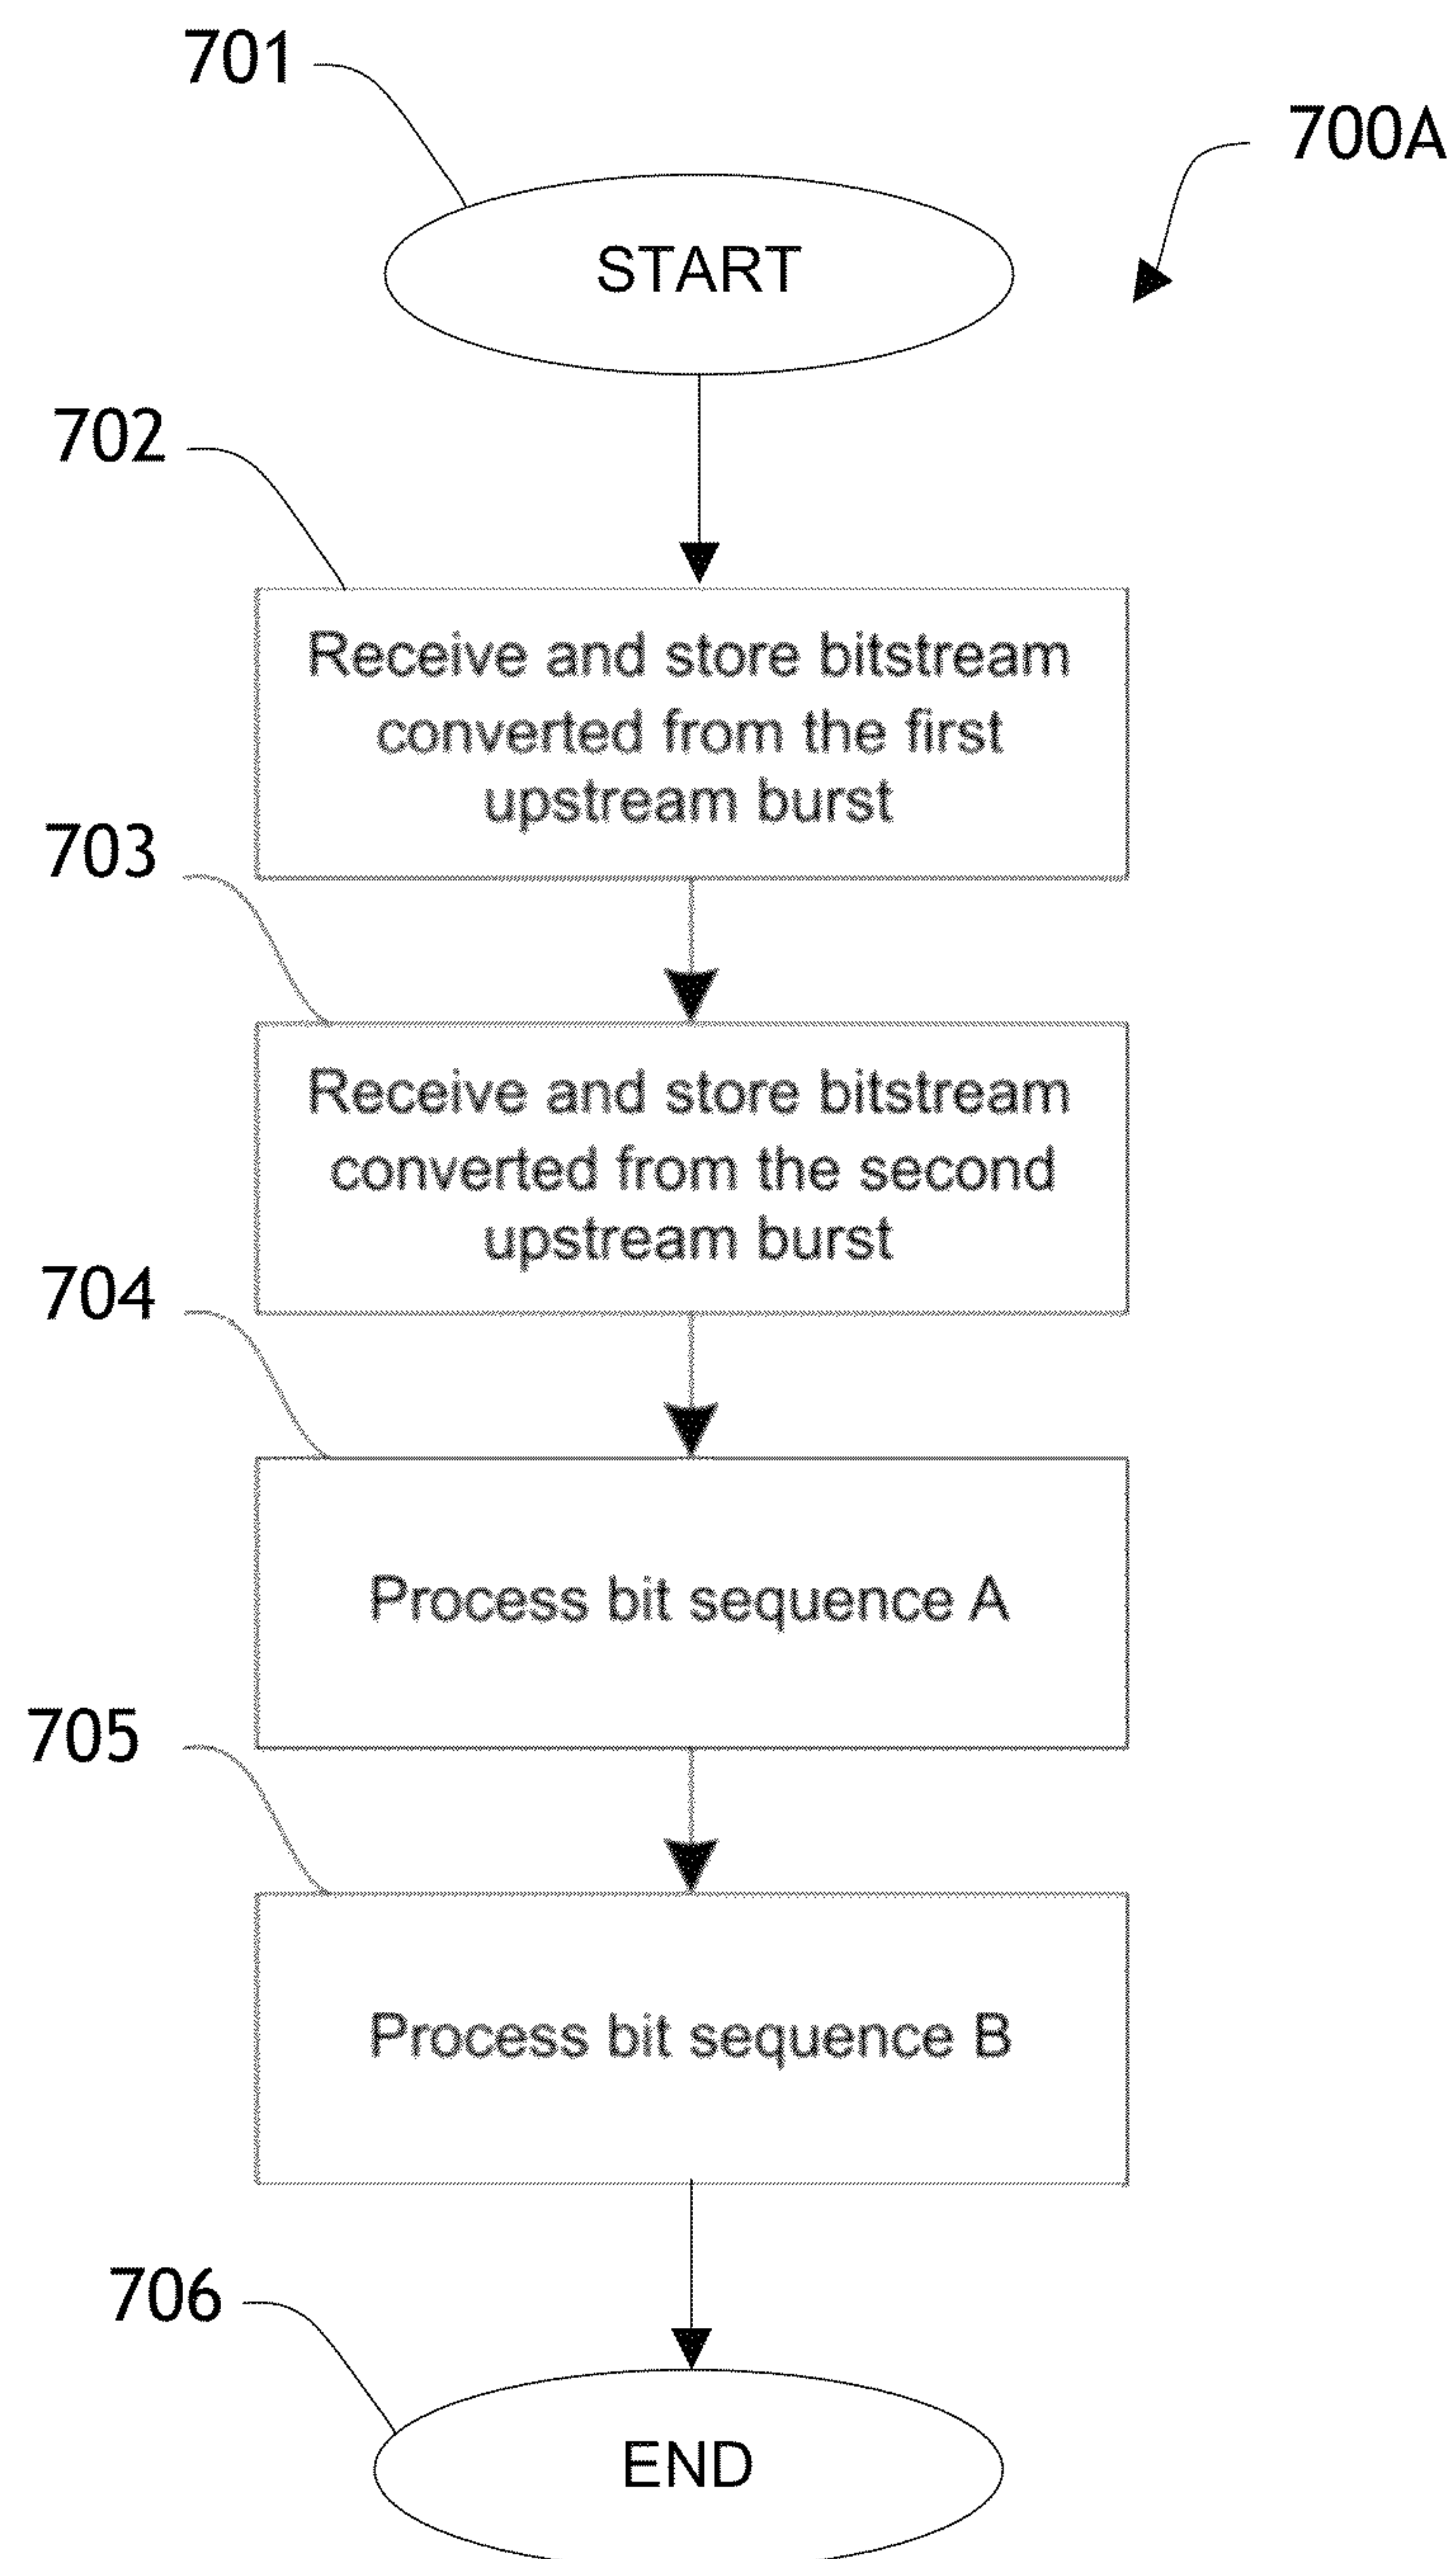 701
700A
START
702
Receive and store bitstream
converted from the first
upstream burst
703
Receive and store bitstream
converted from the second
upstream burst
704
Process bit sequence A
705
Process bit sequence B
706
END